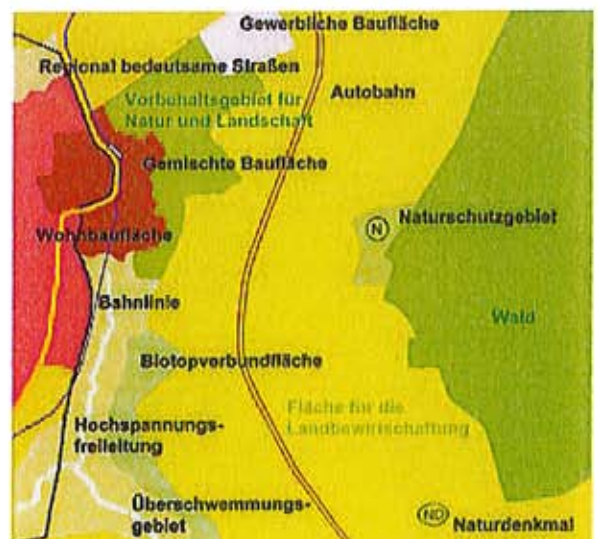 Gewerbliche Baufläche
Regional bedeutsame Straßen
Autobahn
Vorbehaltsgebiet für
Natur und Landschaft
Gemischte Baufläche
N
Naturschutzgebiet
Wohnbaufläche
Bahnlinie
Wald
Biotopverbundfläche
Fläche für die
Landbewirtschaftung
Hochspannungs-
freileitung
Überschwemmungs-
gebiet
ND
Naturdenkmal